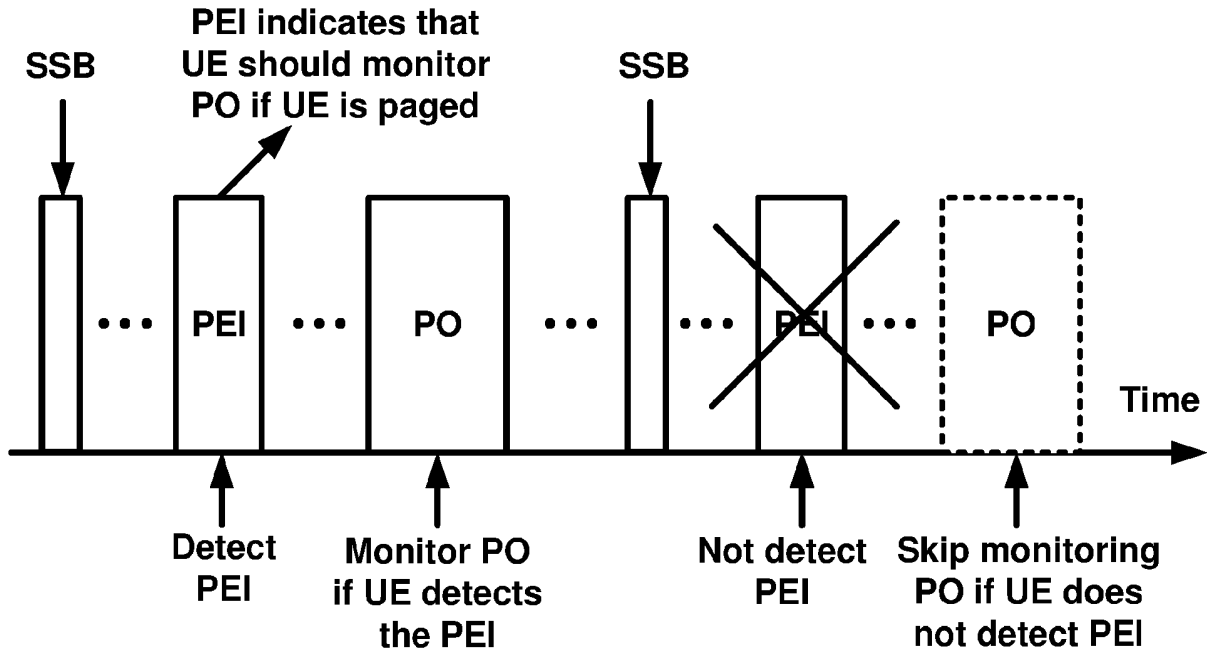 PEI indicates that
UE should monitor
PO if UE is paged
SSB
SSB
PEI
PO
PEI
PO
Time
Detect
PEI
Monitor PO
if UE detects
the PEI
Not detect
PEI
Skip monitoring
PO if UE does
not detect PEI